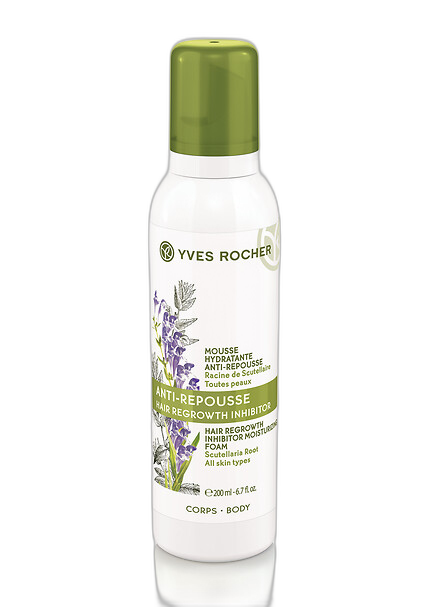 YVES ROCHER
MOUSSE
HYDRATANTE
ANTI-REPOUSSE
Racine de Scutellaire
Toutes peaux
ANTI-REPOUSSE
HAIR REGROWTH INHIBITOR
HAIR REGROWTH
INHIBITOR MOISTURIZING
FOAM
Scutellaria Root
All skin types
℮200 ml-6.7 fl. oz.
CORPS • BODY